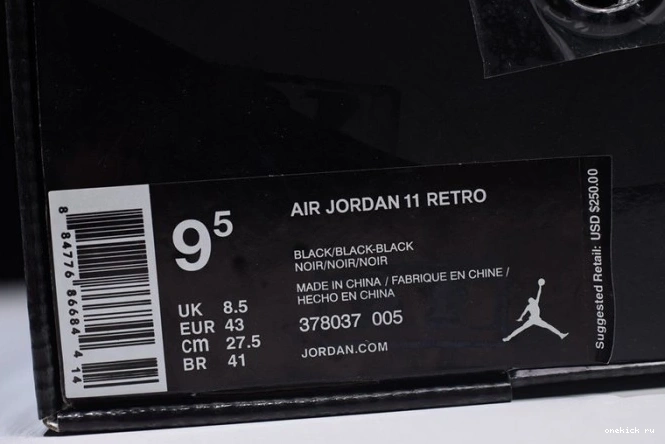 8 84776 86684 4 14
9⁵
AIR JORDAN 11 RETRO
BLACK/BLACK-BLACK
NOIR/NOIR/NOIR
MADE IN CHINA / FABRIQUE EN CHINE /
HECHO EN CHINA
UK 8.5
EUR 43
cm 27.5
BR 41
378037 005
JORDAN.COM
Suggested Retail: USD $250.00
onekick ru